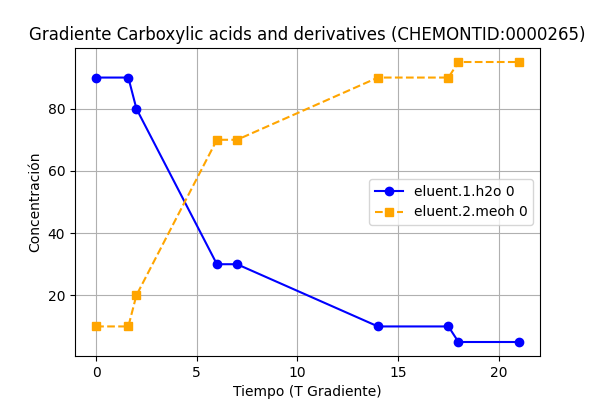 Gradiente Carboxylic acids and derivatives (CHEMONTID:0000265)
Concentración
80
60
40
20
eluent.1.h2o 0
eluent.2.meoh 0
0 5 10 15 20
Tiempo (T Gradiente)